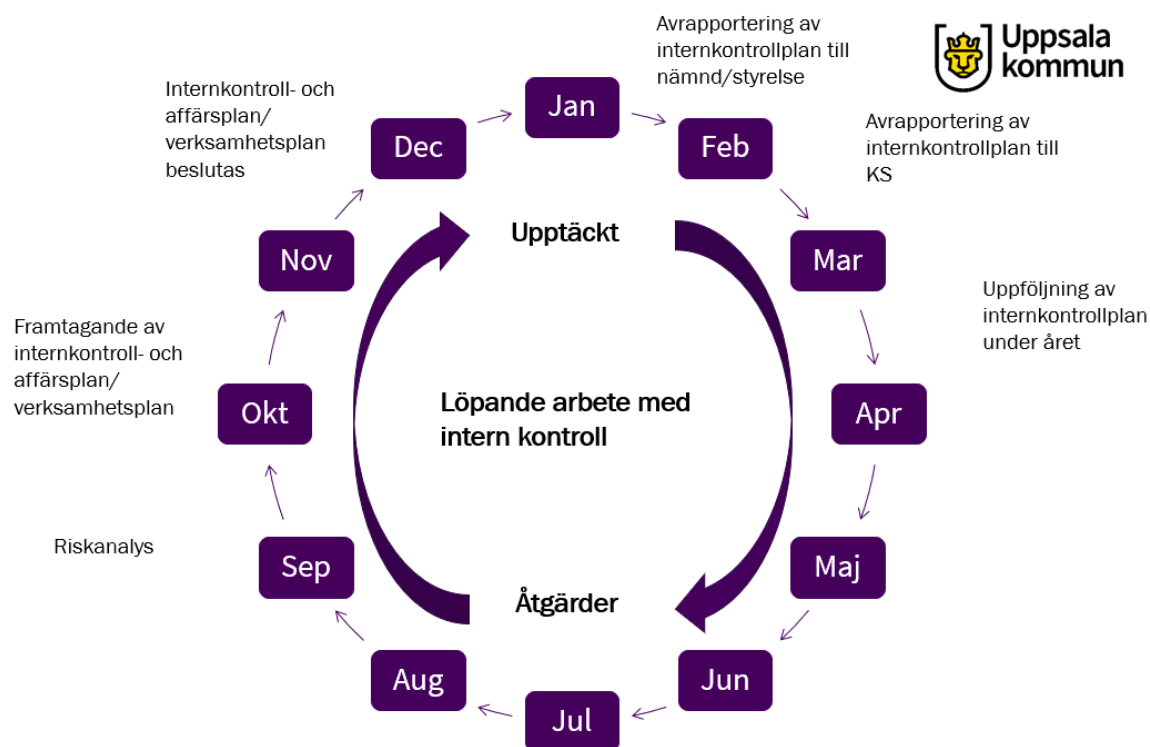 Avrapportering av
internkontrollplan till
nämnd/styrelse
Uppsala
kommun
Internkontroll- och
affärsplan/
verksamhetsplan
beslutas
Jan
Avrapportering av
internkontrollplan till
KS
Dec
Feb
Upptäckt
Nov
Mar
Uppföljning av
internkontrollplan
under året
Framtagande av
internkontroll- och
affärsplan/
verksamhetsplan
Okt
Löpande arbete med
intern kontroll
Apr
Riskanalys
Sep
Maj
Åtgärder
Aug
Jun
Jul